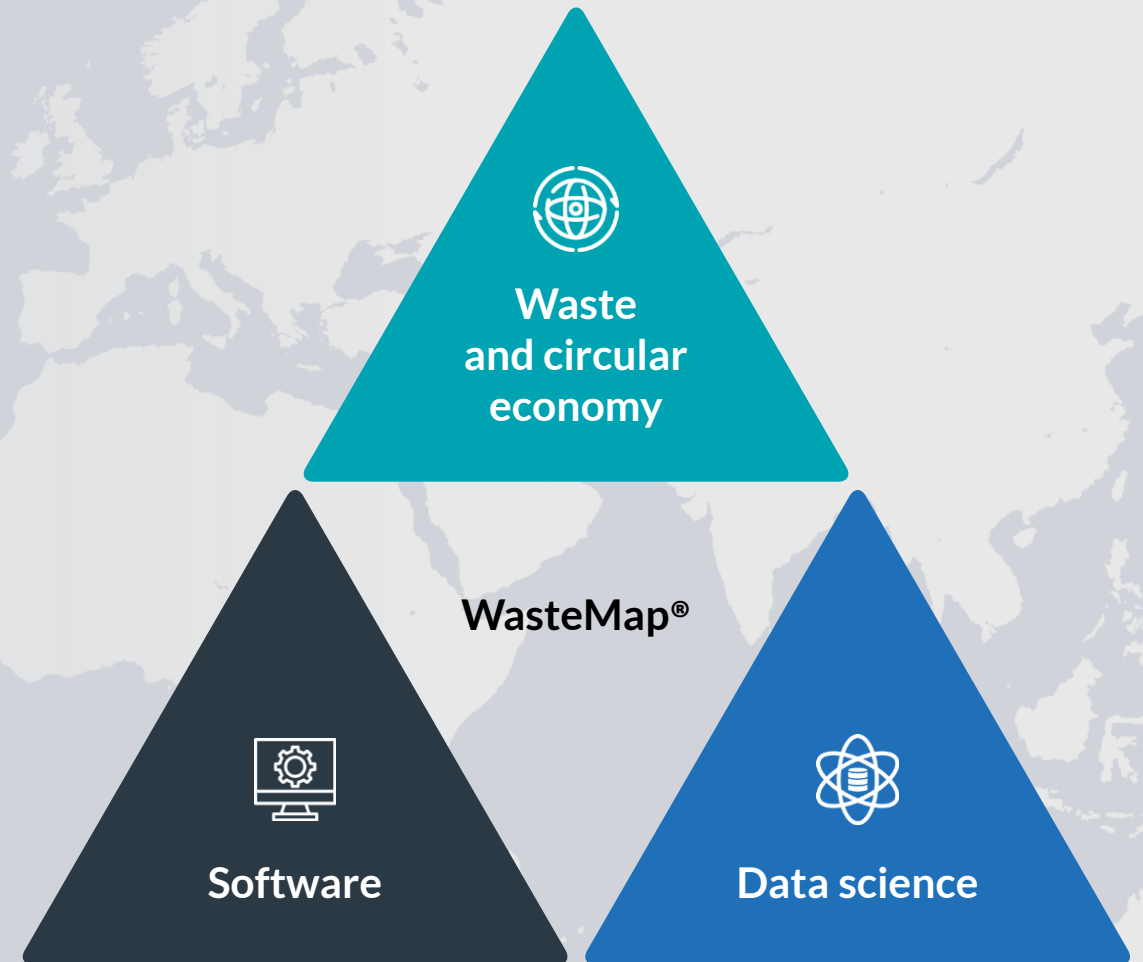 Waste
and circular
economy
WasteMap®
Software
Data science